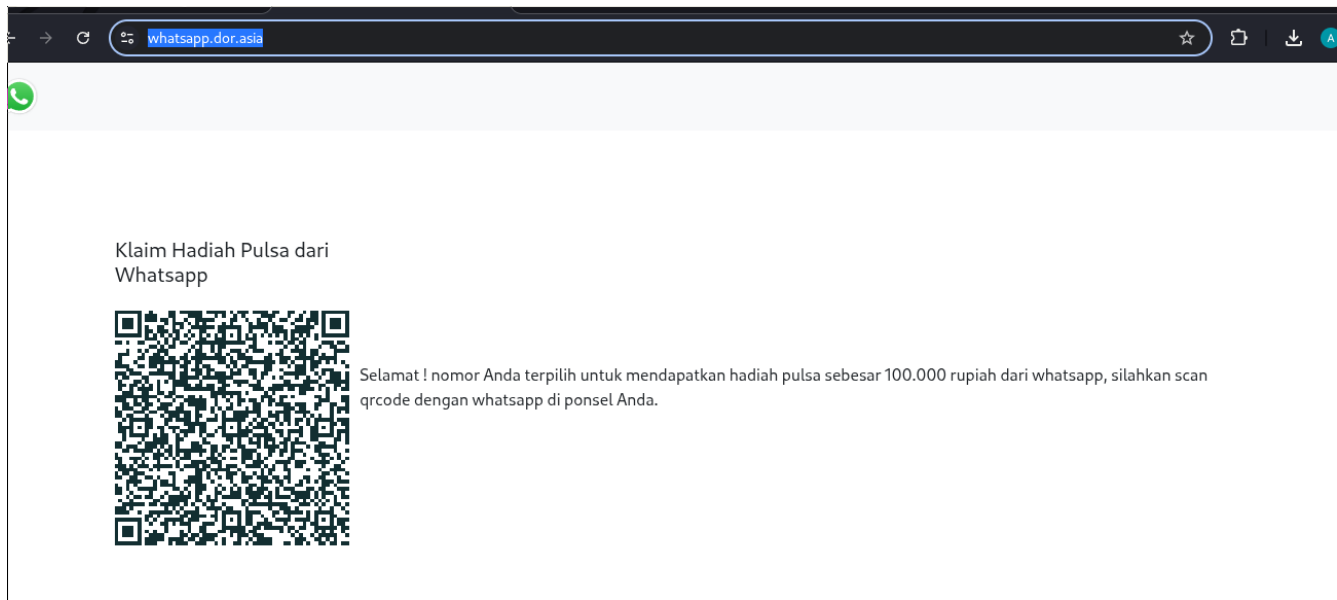 whatsapp.dor.asia
A
Klaim Hadiah Pulsa dari
Whatsapp
Selamat ! nomor Anda terpilih untuk mendapatkan hadiah pulsa sebesar 100.000 rupiah dari whatsapp, silahkan scan
qrcode dengan whatsapp di ponsel Anda.